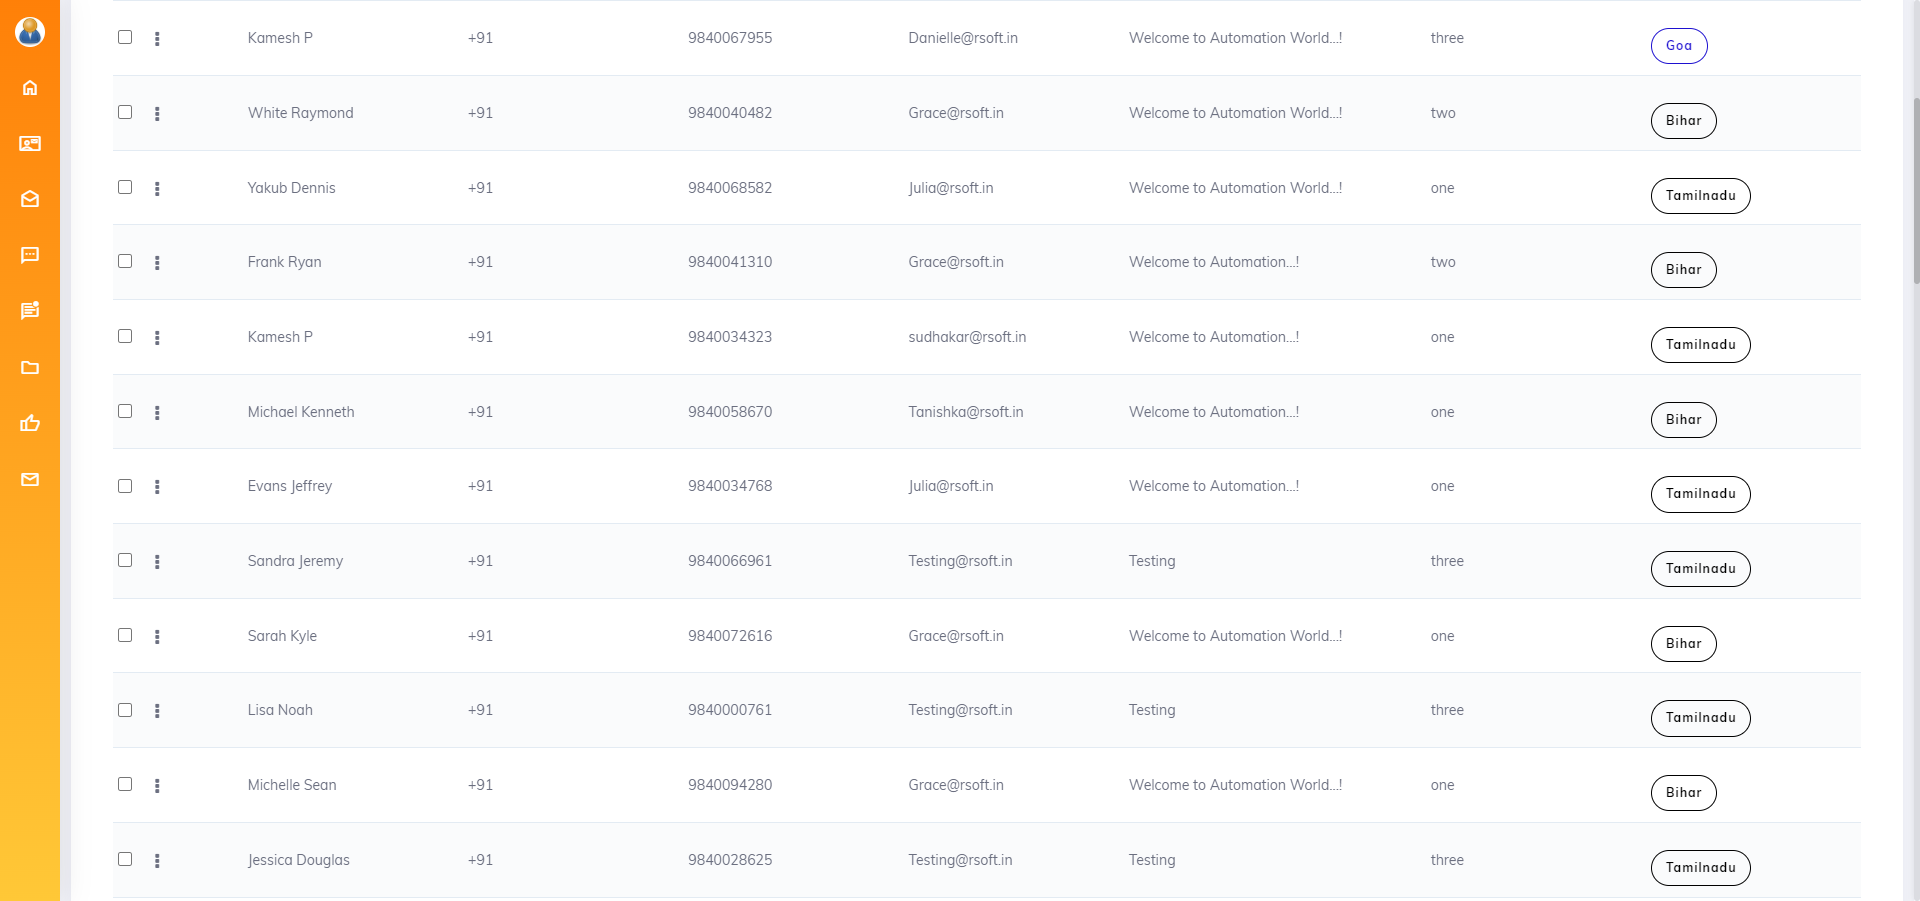 Kamesh P +91 9840067955 Danielle@rsoft.in Welcome to Automation World...! three Goa
White Raymond +91 9840040482 Grace@rsoft.in Welcome to Automation World...! two Bihar
Yakub Dennis +91 9840068582 Julia@rsoft.in Welcome to Automation World...! one Tamilnadu
Frank Ryan +91 9840041310 Grace@rsoft.in Welcome to Automation...! two Bihar
Kamesh P +91 9840034323 sudhakar@rsoft.in Welcome to Automation...! one Tamilnadu
Michael Kenneth +91 9840058670 Tanishka@rsoft.in Welcome to Automation...! one Bihar
Evans Jeffrey +91 9840034768 Julia@rsoft.in Welcome to Automation...! one Tamilnadu
Sandra Jeremy +91 9840066961 Testing@rsoft.in Testing three Tamilnadu
Sarah Kyle +91 9840072616 Grace@rsoft.in Welcome to Automation World...! one Bihar
Lisa Noah +91 9840000761 Testing@rsoft.in Testing three Tamilnadu
Michelle Sean +91 9840094280 Grace@rsoft.in Welcome to Automation World...! one Bihar
Jessica Douglas +91 9840028625 Testing@rsoft.in Testing three Tamilnadu